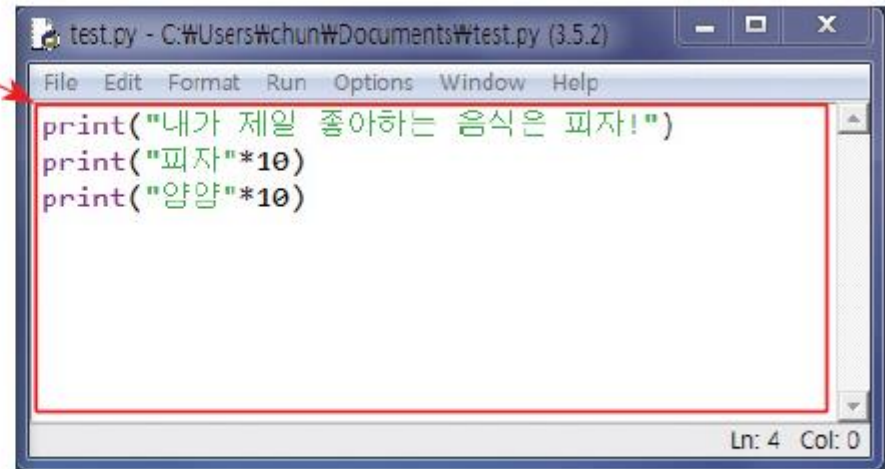 test.py - C:₩Users₩chun₩Documents₩test.py (3.5.2)
File Edit Format Run Options Window Help
print("내가 제일 좋아하는 음식은 피자!")
print("피자"*10)
print("얌얌"*10)
Ln: 4 Col: 0